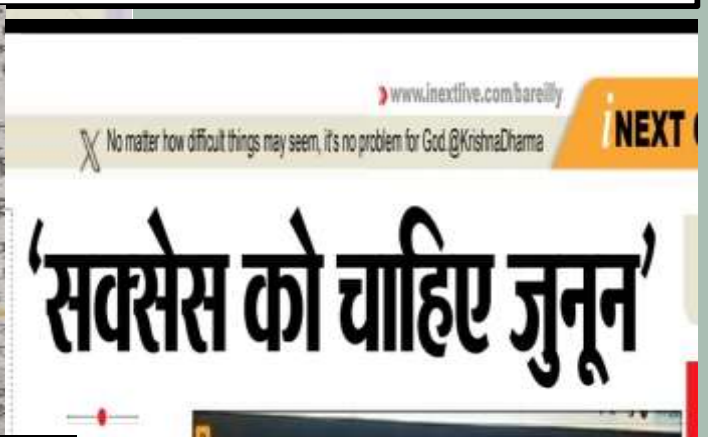 www.inextlive.com/bareilly
X No matter how difficult things may seem, it's no problem for God.@KrishnaDharma
iNEXT
‘सक्सेस को चाहिए जुनून’